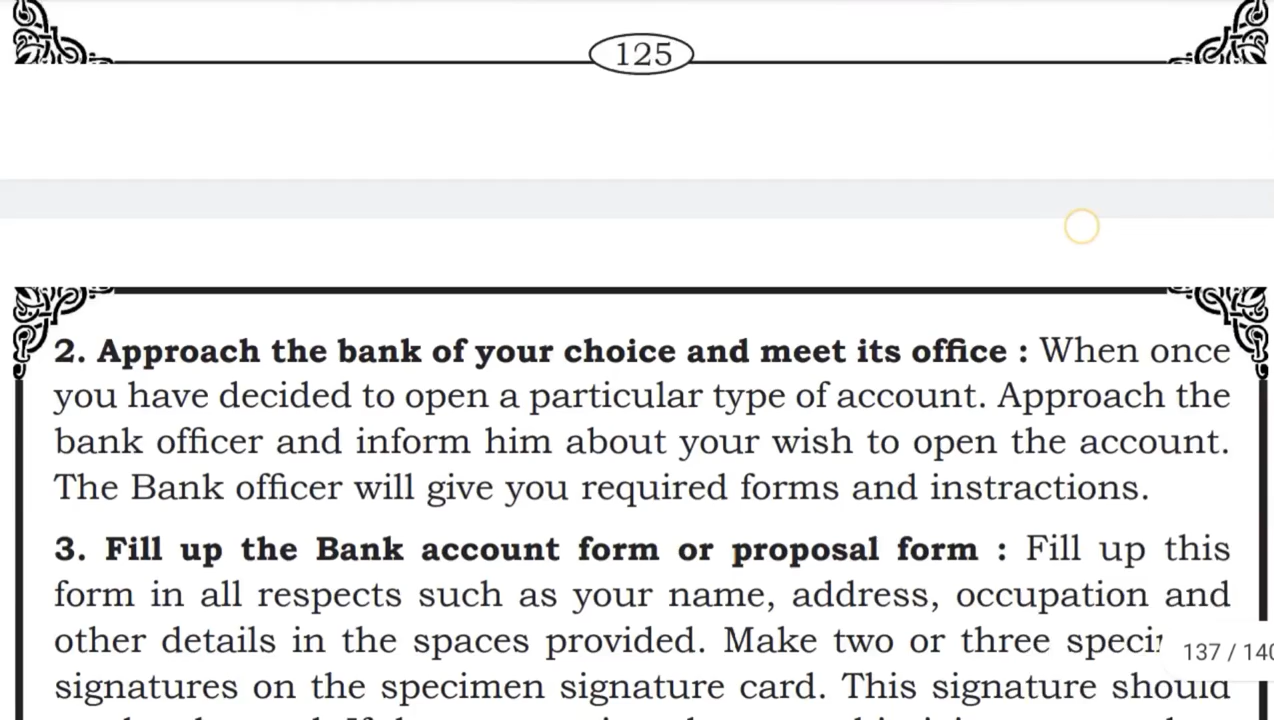 125
2. Approach the bank of your choice and meet its office : When once
you have decided to open a particular type of account. Approach the
bank officer and inform him about your wish to open the account.
The Bank officer will give you required forms and instractions.
3. Fill up the Bank account form or proposal form : Fill up this
form in all respects such as your name, address, occupation and
other details in the spaces provided. Make two or three
137 / 140
signatures on the specimen signature card. This signature should